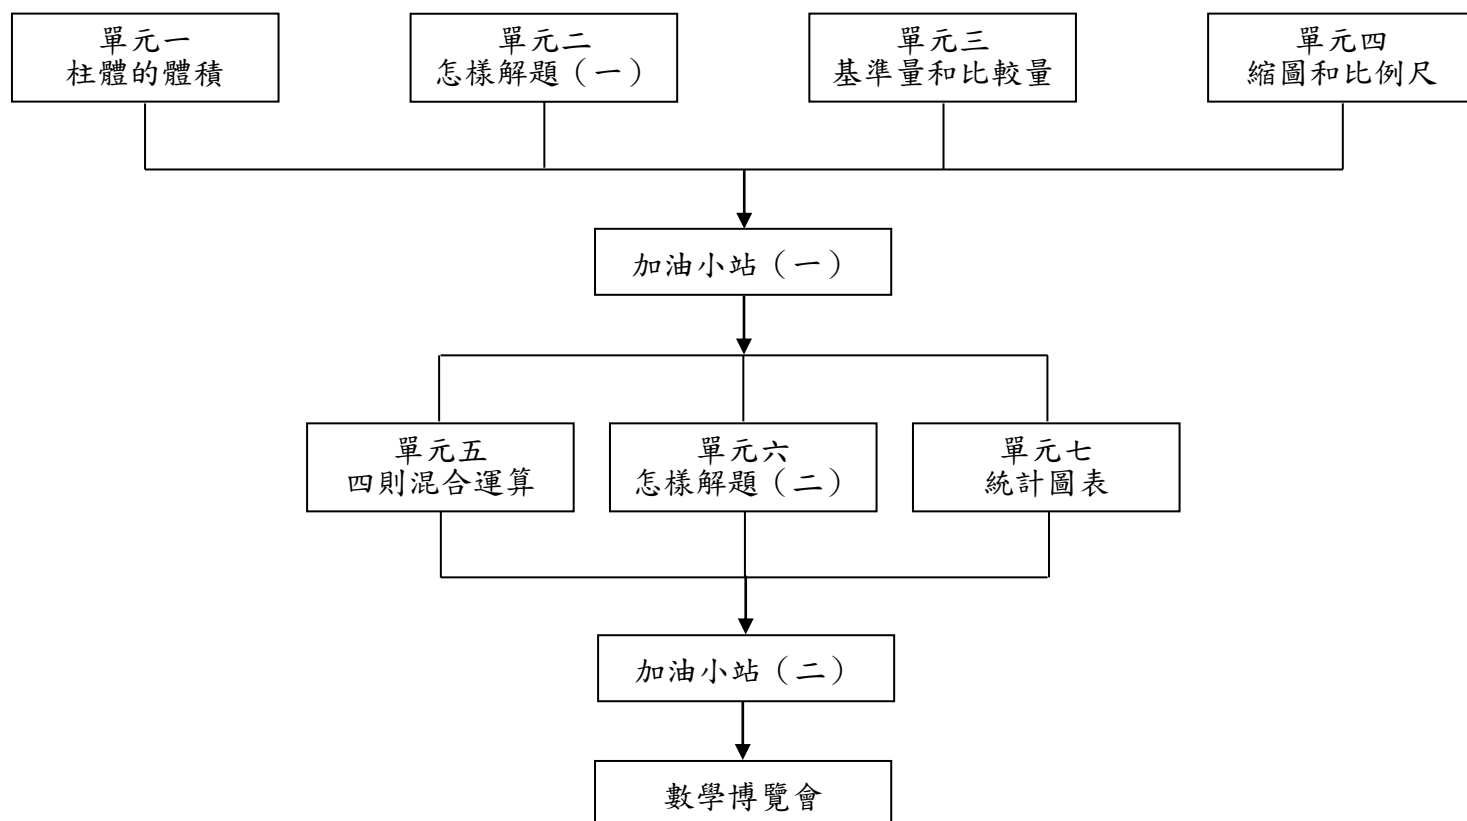 單元一
柱體的體積
單元二
怎樣解題（一）
單元三
基準量和比較量
單元四
縮圖和比例尺
加油小站（一）
單元五
四則混合運算
單元六
怎樣解題（二）
單元七
統計圖表
加油小站（二）
數學博覽會